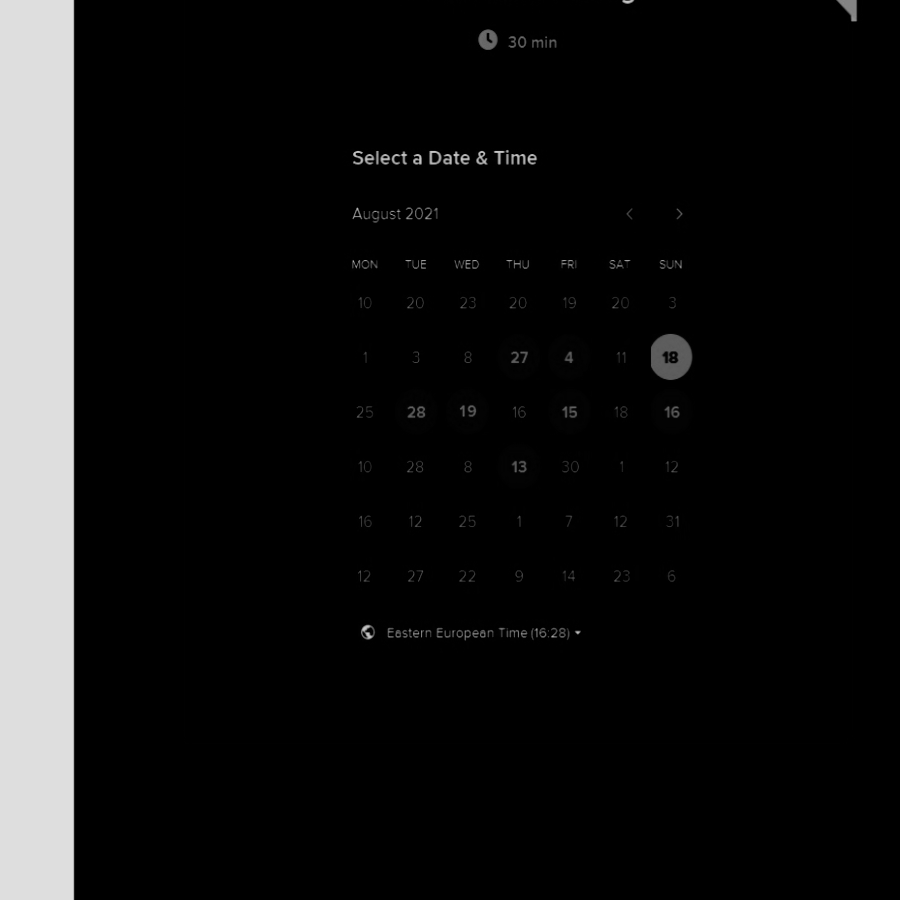 30 min
Select a Date & Time
August 2021
MON TUE WED THU FRI SAT SUN
10 20 23 20 19 20 3
1 3 8 27 4 11 18
25 28 19 16 15 18 16
10 28 8 13 30 1 12
16 12 25 1 7 12 31
12 27 22 9 14 23 6
Eastern European Time (16:28)